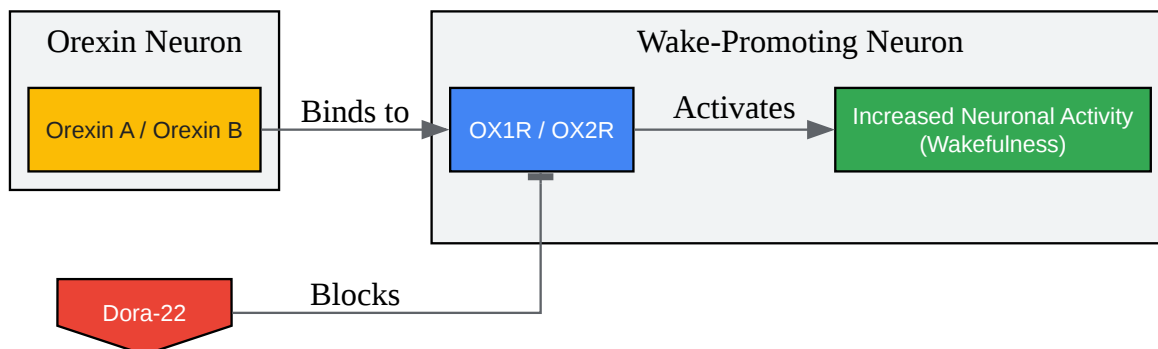 Orexin Neuron
Wake-Promoting Neuron
Orexin A / Orexin B
Binds to
OX1R / OX2R
Activates
Increased Neuronal Activity
(Wakefulness)
Dora-22
Blocks